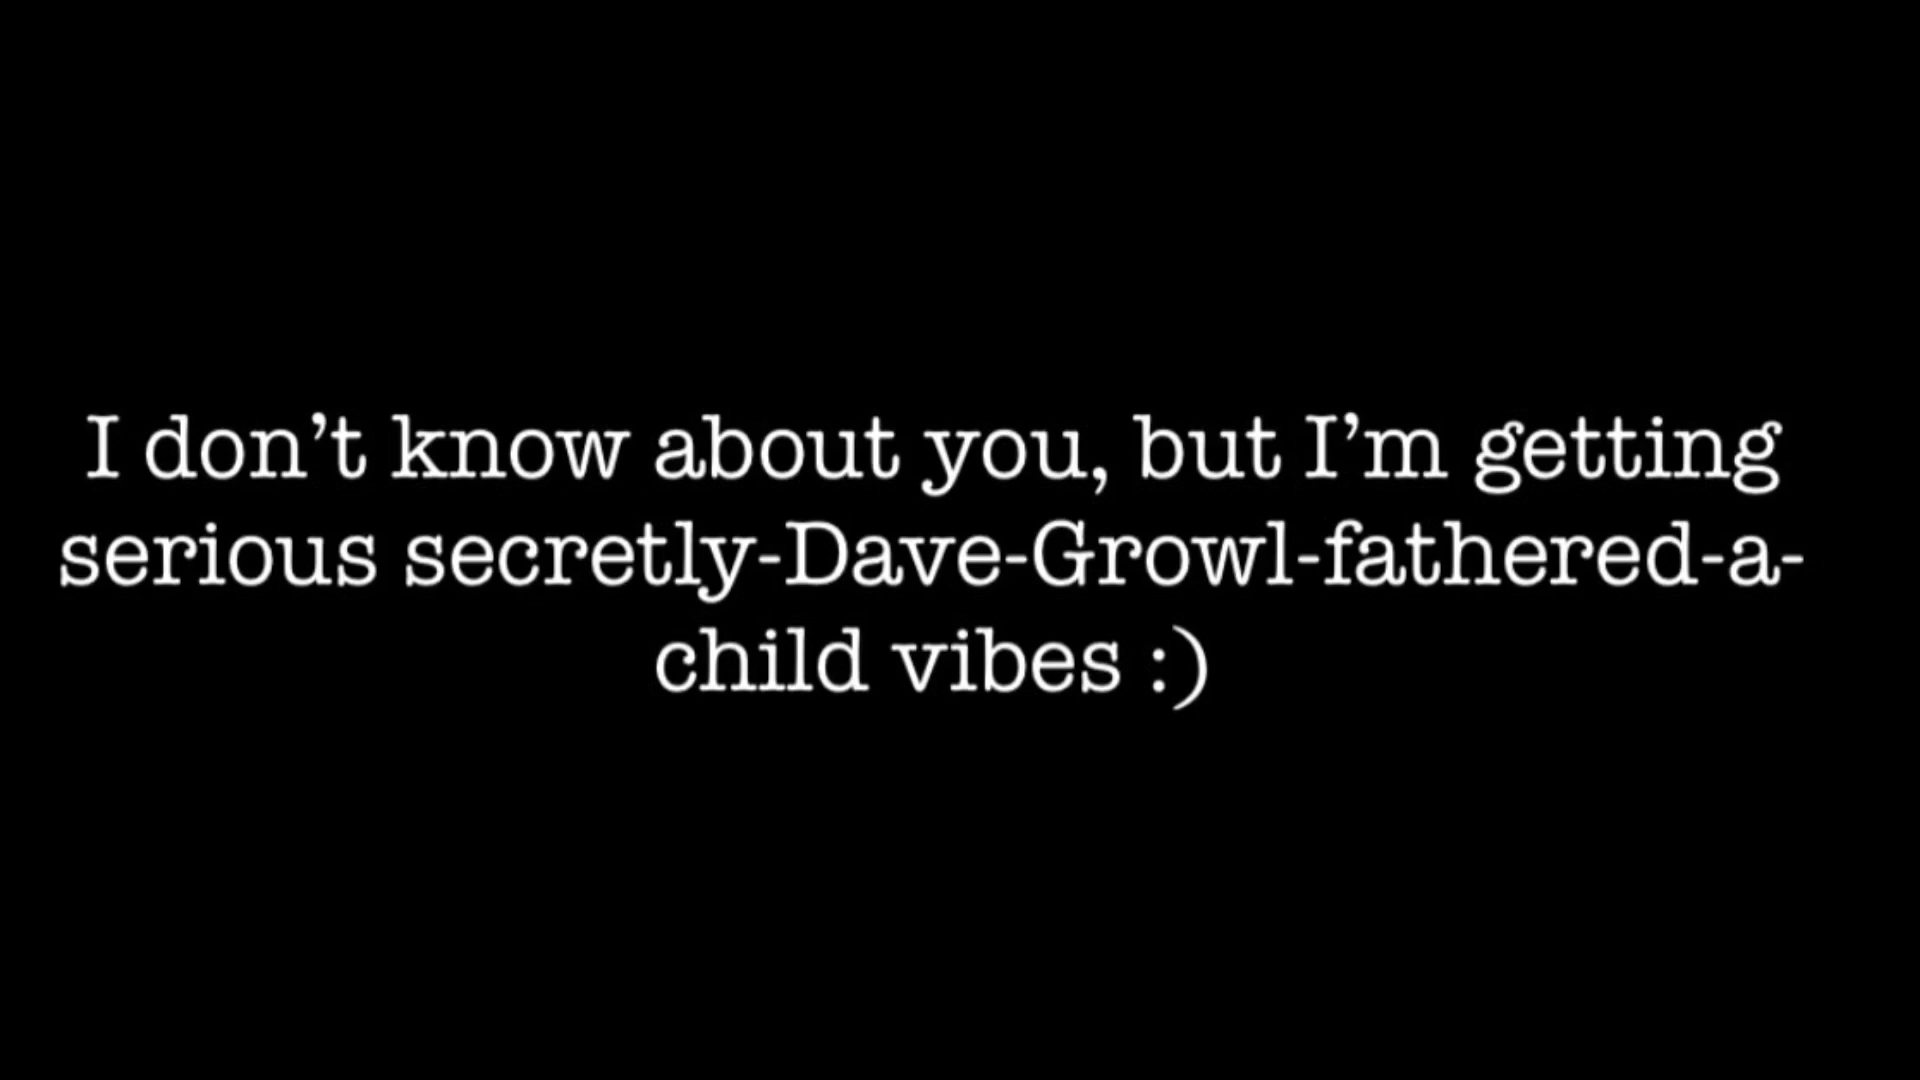 I don’t know about you, but I’m getting
serious secretly-Dave-Growl-fathered-a-
child vibes :)